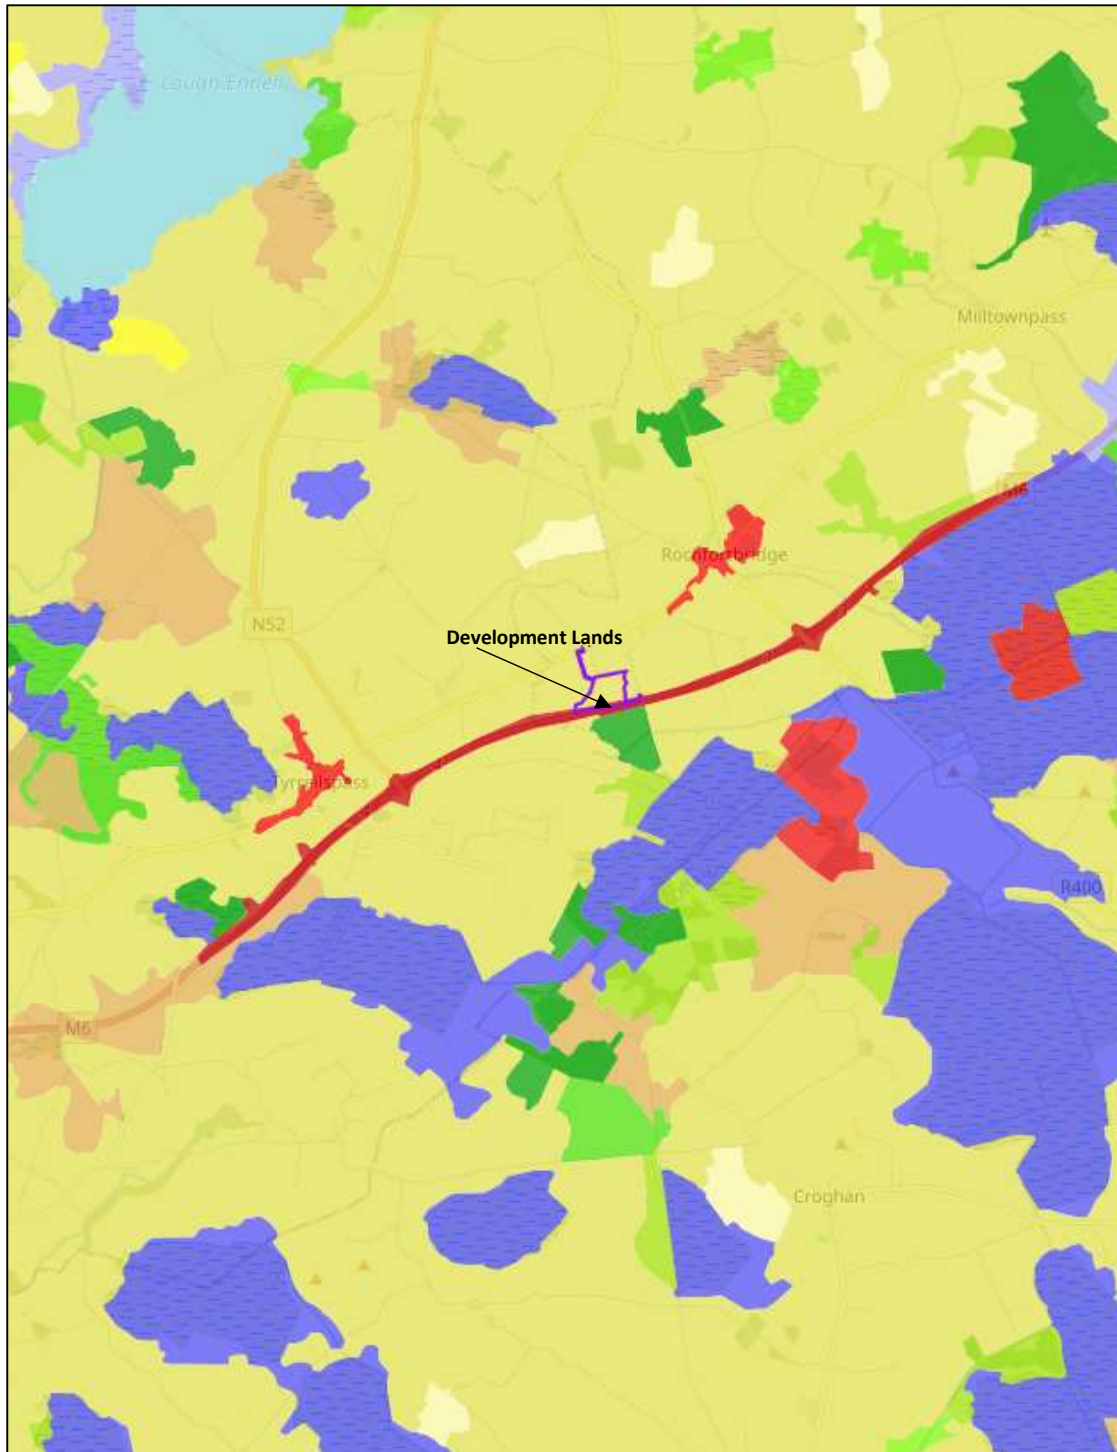 Lough Ennell
Milltownpass
M6
Rochfortbridge
N52
Development Lands
Tyrrellspass
R400
M6
Croghan